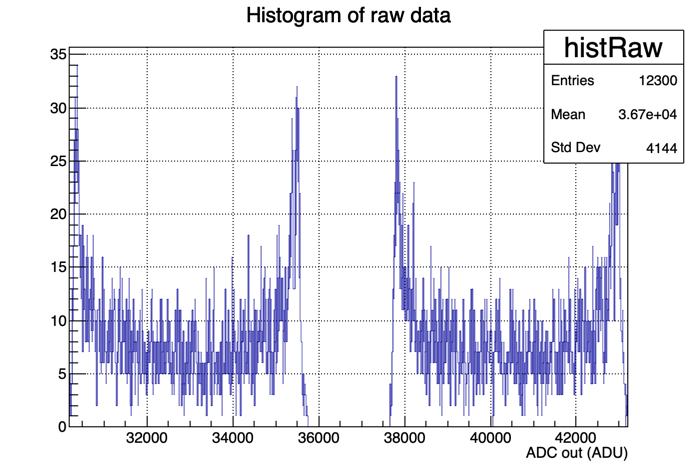 Histogram of raw data
histRaw
Entries 12300
Mean 3.67e+04
Std Dev 4144
35
30
25
20
15
10
5
0
32000 34000 36000 38000 40000 42000
ADC out (ADU)